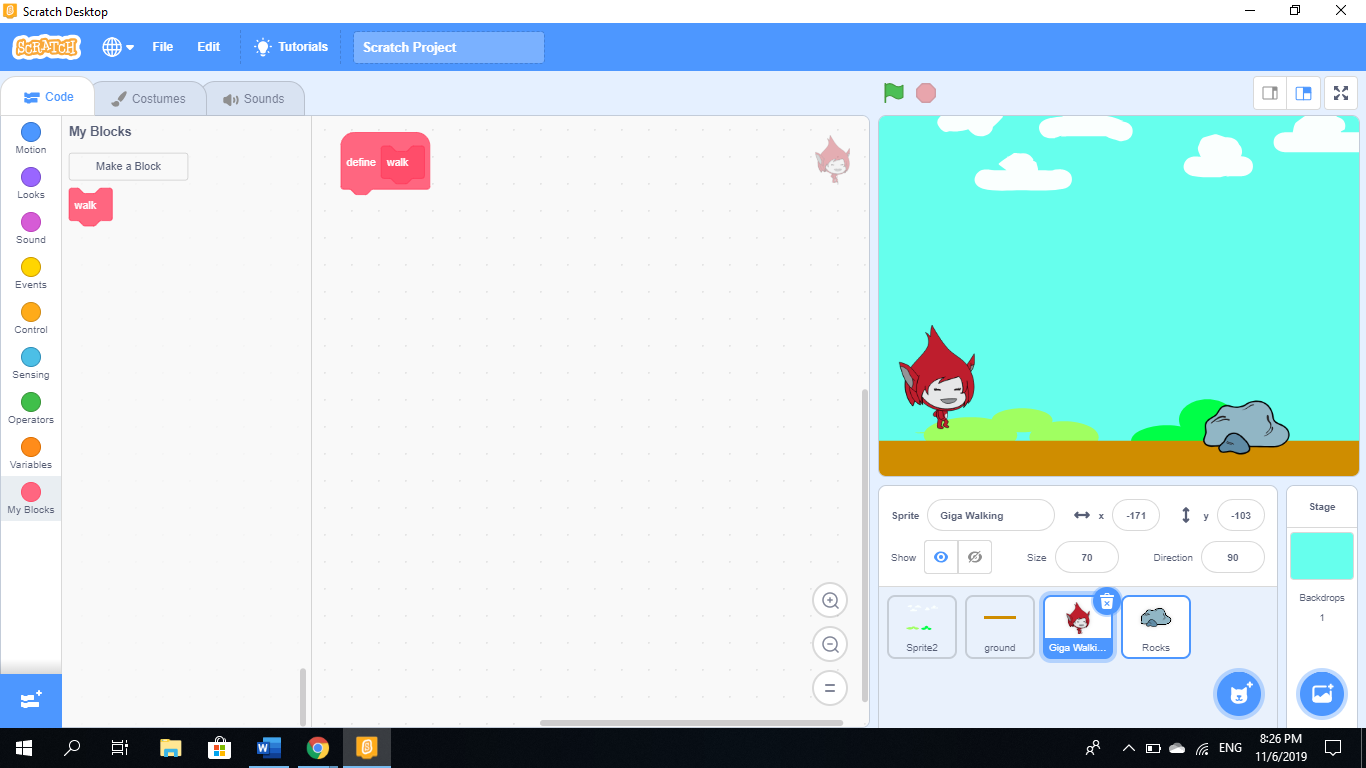 Scratch Desktop
SCRATCH File Edit Tutorials Scratch Project
Code Costumes Sounds
Motion
Looks
Sound
Events
Control
Sensing
Operators
Variables
My Blocks
My Blocks
Make a Block
walk
define walk
Sprite Giga Walking x -171 y -103
Show Size 70 Direction 90
Sprite2 ground Giga Walki... Rocks
Stage
Backdrops
1
ENG
8:26 PM
11/6/2019